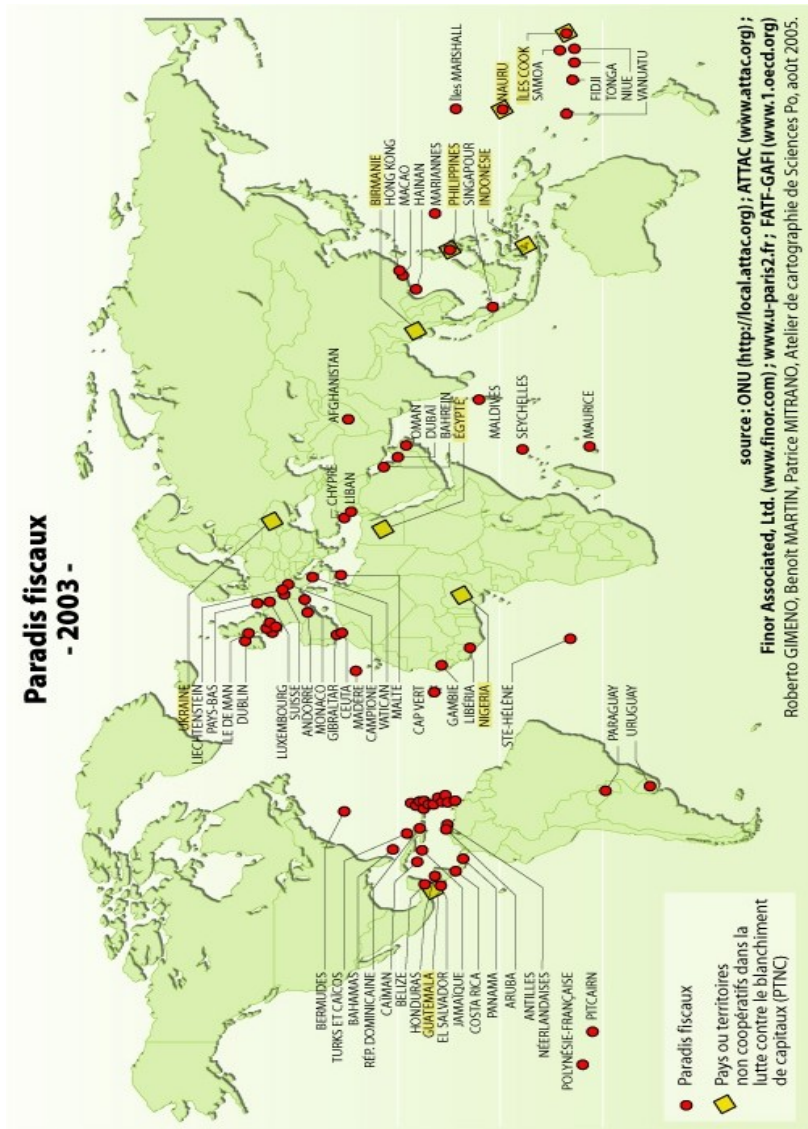 Paradis fiscaux
- 2003 -
UKRAINE
LIECHTENSTEIN
PAYS-BAS
ÎLE DE MAN
DUBLIN
LUXEMBOURG
SUISSE
ANDORRE
MONACO
GIBRALTAR
CEUTA
MADÈRE
CAMPIONE
VATICAN
MALTE
CAP VERT
GAMBIE
LIBÉRIA
NIGERIA
STE-HÉLÈNE
CHYPRE
LIBAN
AFGHANISTAN
OMAN
DUBAÏ
BAHREIN
ÉGYPTE
MALDIVES
SEYCHELLES
MAURICE
BIRMANIE
HONG KONG
MACAO
HAINAN
MARIANNES
PHILIPPINES
SINGAPOUR
INDONÉSIE
Îles MARSHALL
NAURU
ÎLES COOK
SAMOA
FIDJI
TONGA
NIUE
VANUATU
BERMUDES
TURKS ET CAÏCOS
BAHAMAS
RÉP. DOMINICAINE
CAÏMAN
BELIZE
HONDURAS
GUATEMALA
EL SALVADOR
JAMAÏQUE
COSTA RICA
PANAMA
ARUBA
ANTILLES
NÉERLANDAISES
POLYNÉSIE-FRANÇAISE
PITCAIRN
PARAGUAY
URUGUAY
Paradis fiscaux
Pays ou territoires
non coopératifs dans la
lutte contre le blanchiment
de capitaux (PTNC)
source : ONU (http://local.attac.org) ; ATTAC (www.attac.org) ;
Finor Associated, Ltd. (www.finor.com) ; www.u-paris2.fr ; FATF-GAFI (www.1.oecd.org)
Roberto GIMENO, Benoît MARTIN, Patrice MITRANO, Atelier de cartographie de Sciences Po, août 2005.